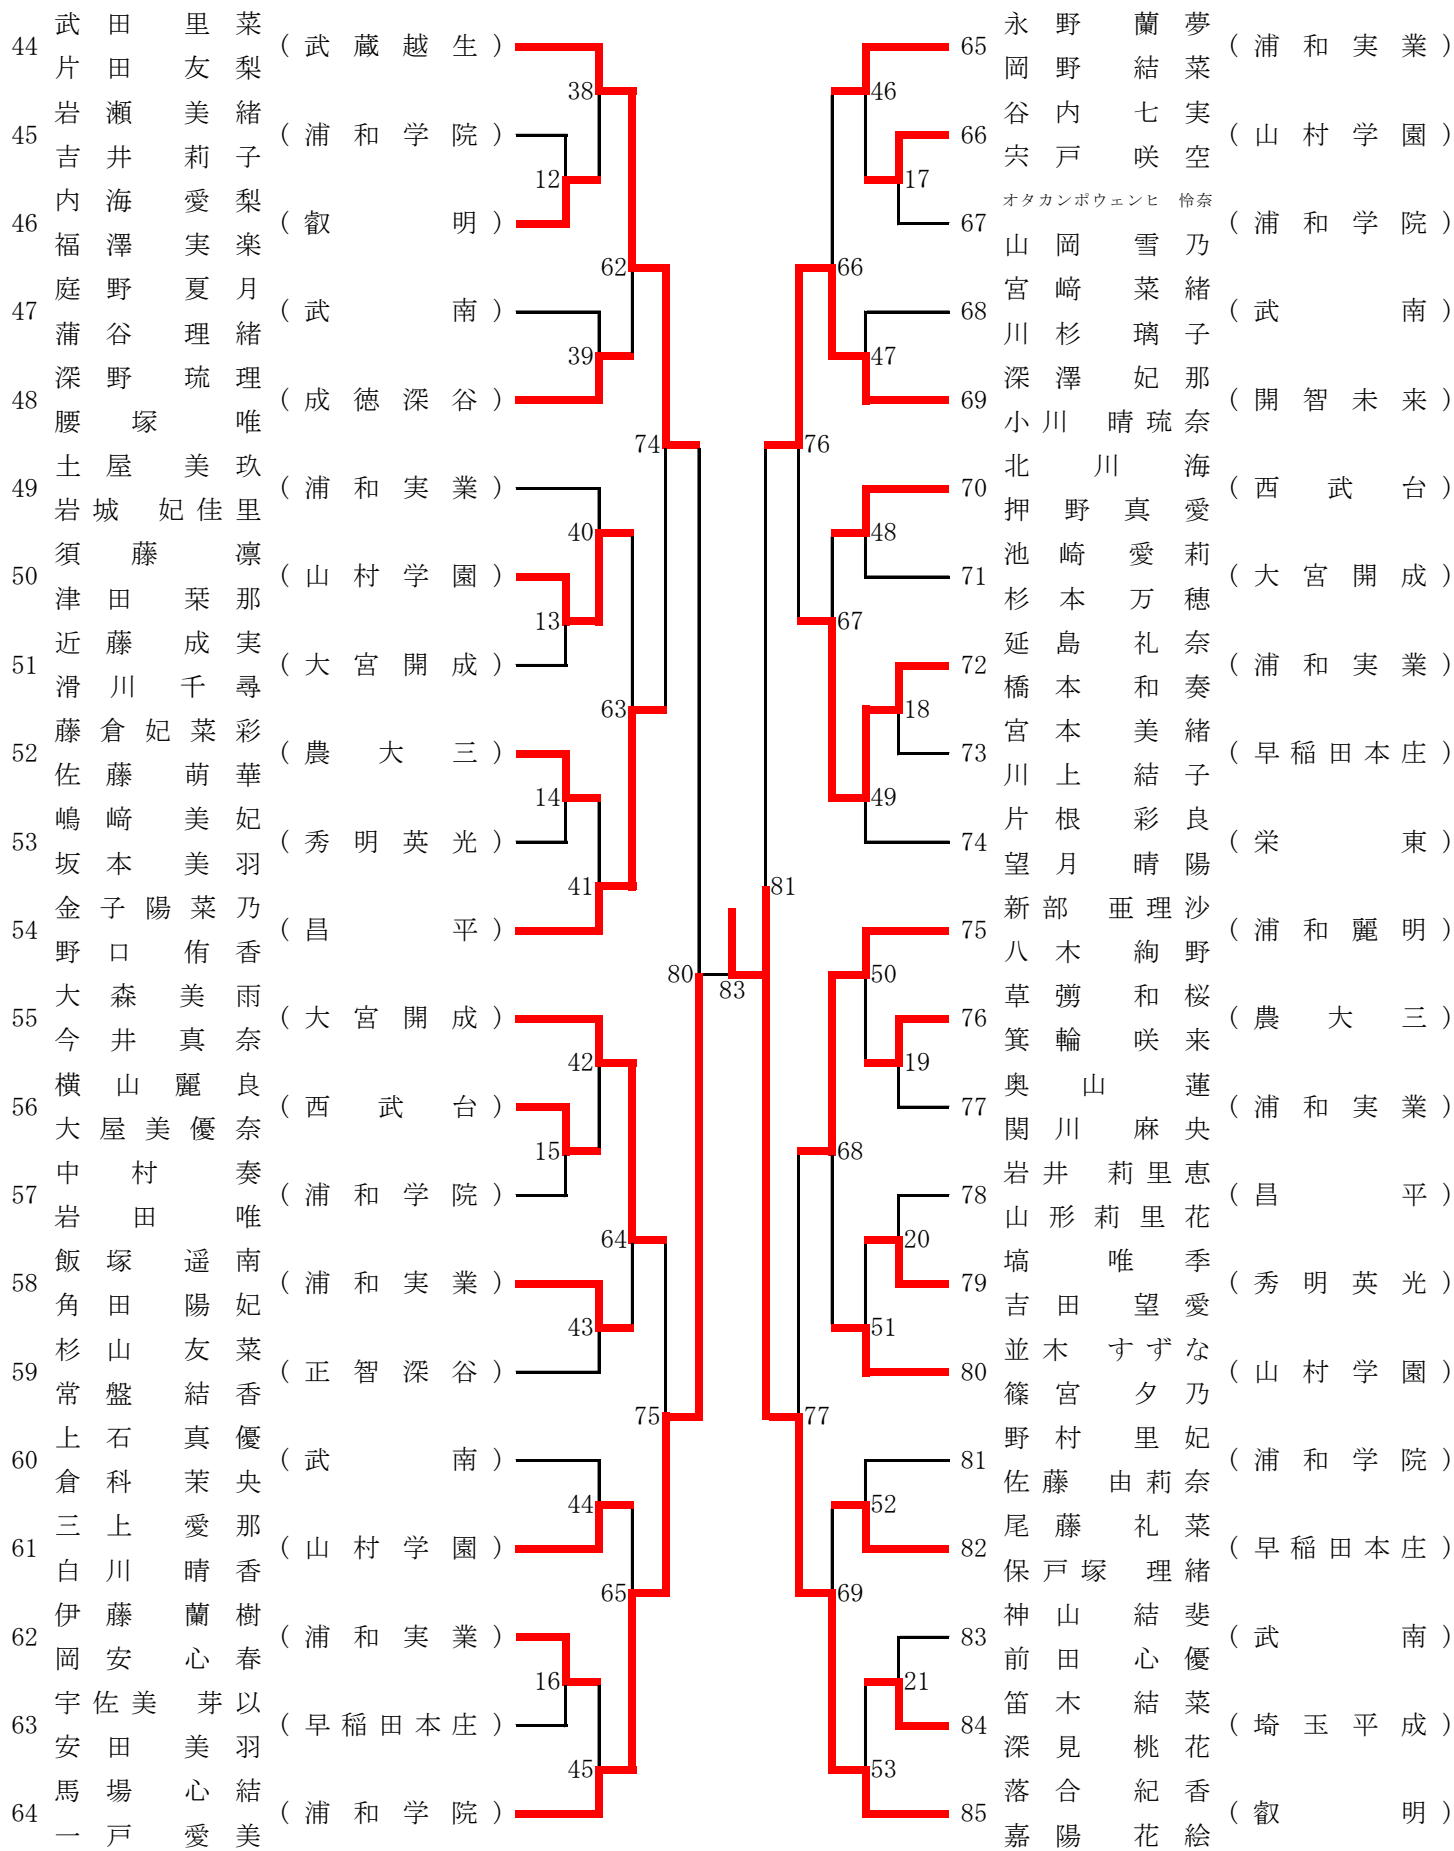 武田 里菜
44 (武蔵越生)
片田 友梨
38
岩瀬 美緒
45 (浦和学院)
吉井 莉子
12
内海 愛梨
46 (叡明)
福澤 実楽
62
庭野 夏月
47 (武南)
蒲谷 理緒
39
深野 琉理
48 (成徳深谷)
腰塚 唯
74
土屋 美玖
49 (浦和実業)
岩城 妃佳里
40
須藤 凛
50 (山村学園)
津田 栞那
13
近藤 成実
51 (大宮開成)
滑川 千尋
63
藤倉妃菜彩
52 (農大三)
佐藤 萌華
14
嶋﨑 美妃
53 (秀明英光)
坂本 美羽
41
金子陽菜乃
54 (昌平)
野口 侑香
80
83
大森 美雨
55 (大宮開成)
今井 真奈
42
横山 麗良
56 (西武台)
大屋美優奈
15
中村 奏
57 (浦和学院)
岩田 唯
64
飯塚 遥南
58 (浦和実業)
角田 陽妃
43
杉山 友菜
59 (正智深谷)
常盤 結香
75
上石 真優
60 (武南)
倉科 茉央
44
三上 愛那
61 (山村学園)
白川 晴香
65
伊藤 蘭樹
62 (浦和実業)
岡安 心春
16
宇佐美 芽以
63 (早稲田本庄)
安田 美羽
45
馬場 心結
64 (浦和学院)
一戸 愛美
永野 蘭夢
65 (浦和実業)
岡野 結菜
46
谷内 七実
66 (山村学園)
宍戸 咲空
17
オタカンポウェンヒ 怜奈
67 (浦和学院)
山岡 雪乃
66
宮﨑 菜緒
68 (武南)
川杉 璃子
47
深澤 妃那
69 (開智未来)
小川 晴琉奈
76
北川 海
70 (西武台)
押野 真愛
48
池崎 愛莉
71 (大宮開成)
杉本 万穂
67
延島 礼奈
72 (浦和実業)
橋本 和奏
18
宮本 美緒
73 (早稲田本庄)
川上 結子
49
片根 彩良
74 (栄東)
望月 晴陽
81
新部 亜理沙
75 (浦和麗明)
八木 絢野
50
草彅 和桜
76 (農大三)
箕輪 咲来
19
奥山 蓮
77 (浦和実業)
関川 麻央
68
岩井 莉里恵
78 (昌平)
山形莉里花
20
塙 唯季
79 (秀明英光)
吉田 望愛
51
並木 すずな
80 (山村学園)
篠宮 夕乃
77
野村 里妃
81 (浦和学院)
佐藤 由莉奈
52
尾藤 礼菜
82 (早稲田本庄)
保戸塚 理緒
69
神山 結斐
83 (武南)
前田 心優
21
笛木 結菜
84 (埼玉平成)
深見 桃花
53
落合 紀香
85 (叡明)
嘉陽 花絵